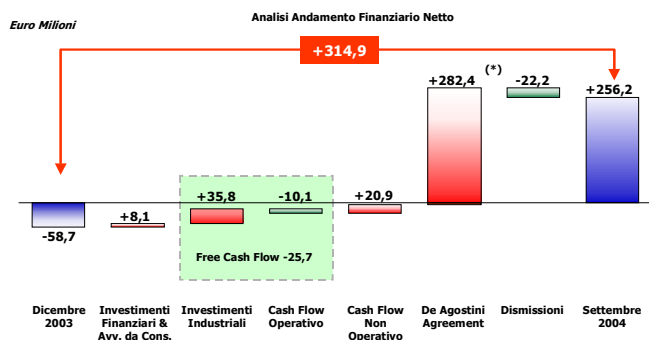 Analisi Andamento Finanziario Netto
Euro Milioni
+314,9
+282,4
(*)
-22,2
+256,2
+35,8
-10,1
+20,9
+8,1
-58,7
Free Cash Flow -25,7
Dicembre
2003
Investimenti
Finanziari &
Avv. da Cons.
Investimenti
Industriali
Cash Flow
Operativo
Cash Flow
Non
Operativo
De Agostini
Agreement
Dismissioni
Settembre
2004